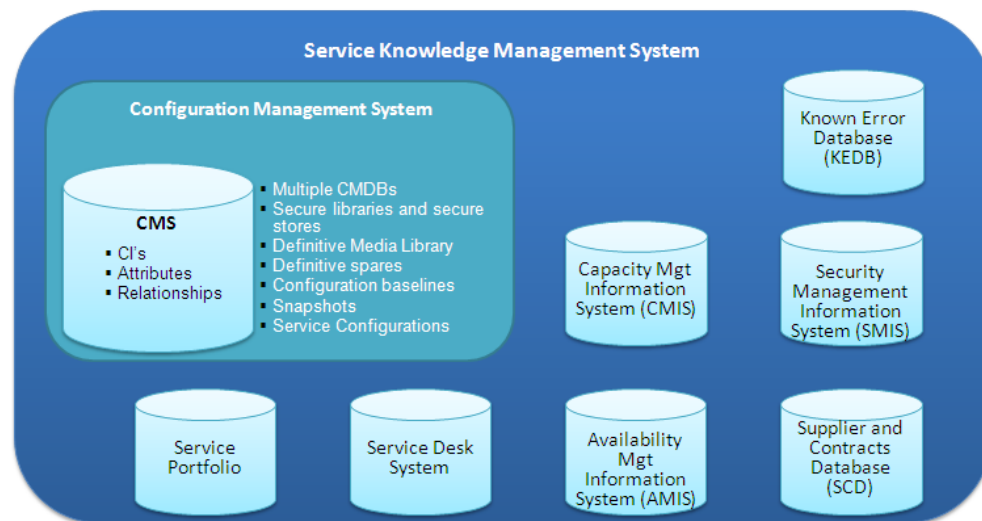 Service Knowledge Management System
Configuration Management System
CMS
▪ CI's
▪ Attributes
▪ Relationships
▪ Multiple CMDBs
▪ Secure libraries and secure
stores
▪ Definitive Media Library
▪ Definitive spares
▪ Configuration baselines
▪ Snapshots
▪ Service Configurations
Known Error
Database
(KEDB)
Capacity Mgt
Information
System (CMIS)
Security
Management
Information
System (SMIS)
Service
Portfolio
Service Desk
System
Availability
Mgt
Information
System (AMIS)
Supplier and
Contracts
Database
(SCD)